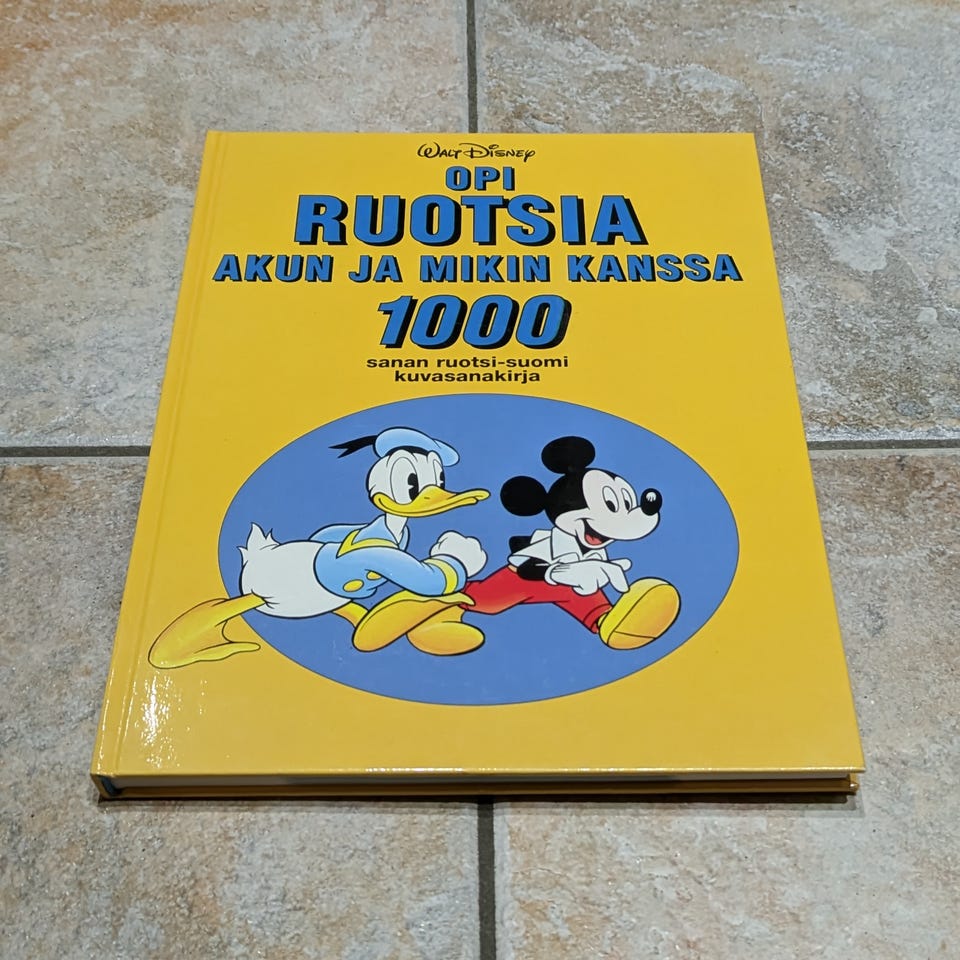 WALT DISNEY
OPI
RUOTSIA
AKUN JA MIKIN KANSSA
1000
sanan ruotsi-suomi
kuvasanakirja